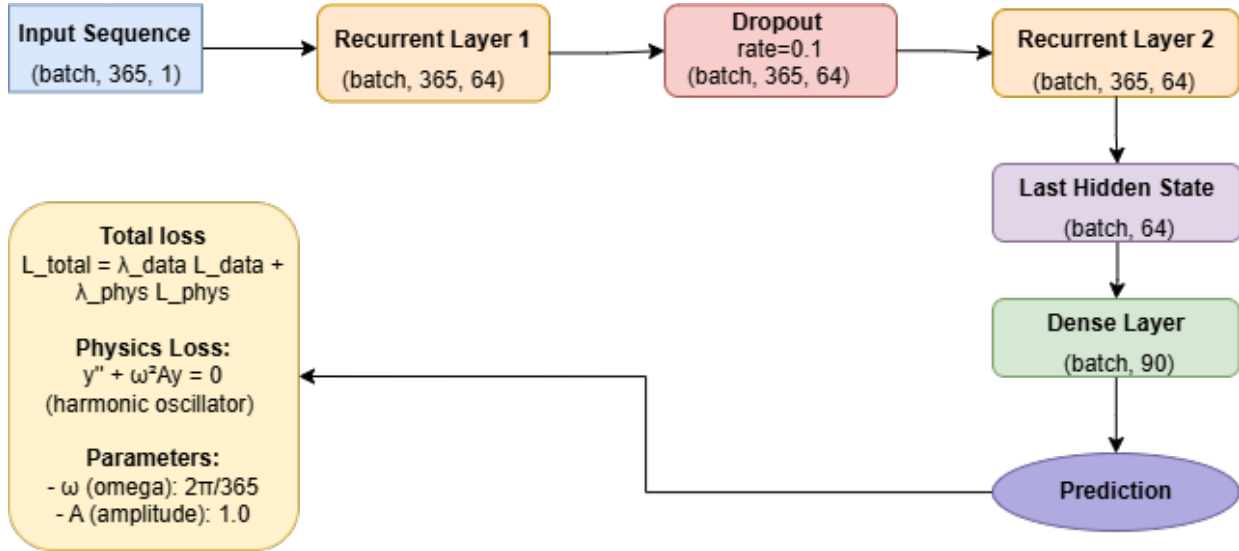 Input Sequence
(batch, 365, 1)
Recurrent Layer 1
(batch, 365, 64)
Dropout
rate=0.1
(batch, 365, 64)
Recurrent Layer 2
(batch, 365, 64)
Last Hidden State
(batch, 64)
Dense Layer
(batch, 90)
Prediction
Total loss
L_total = λ_data L_data +
λ_phys L_phys
Physics Loss:
y" + ω²Ay = 0
(harmonic oscillator)
Parameters:
- ω (omega): 2π/365
- A (amplitude): 1.0